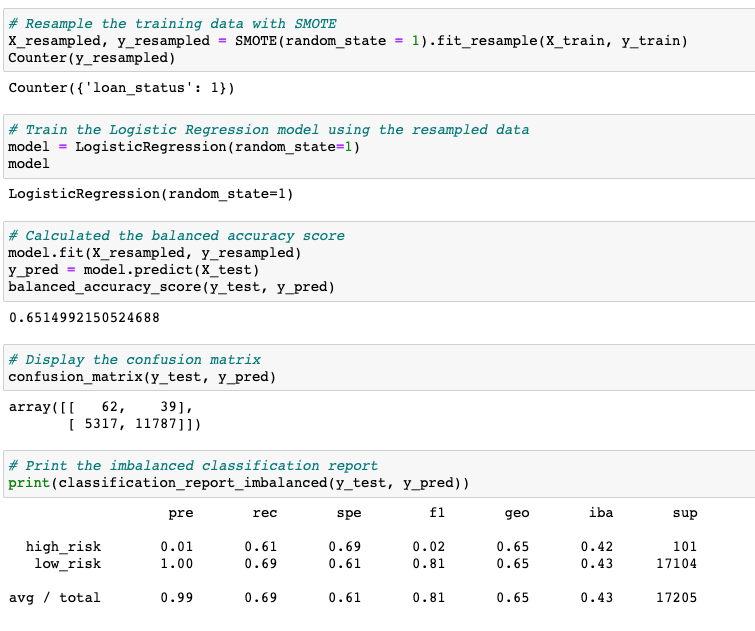 # Resample the training data with SMOTE
X_resampled, y_resampled = SMOTE(random_state = 1).fit_resample(X_train, y_train)
Counter(y_resampled)
Counter({'loan_status': 1})
# Train the Logistic Regression model using the resampled data
model = LogisticRegression(random_state=1)
model
LogisticRegression(random_state=1)
# Calculated the balanced accuracy score
model.fit(X_resampled, y_resampled)
y_pred = model.predict(X_test)
balanced_accuracy_score(y_test, y_pred)
0.6514992150524688
# Display the confusion matrix
confusion_matrix(y_test, y_pred)
array([[   62,    39],
       [ 5317, 11787]])
# Print the imbalanced classification report
print(classification_report_imbalanced(y_test, y_pred))
                   pre       rec       spe        f1       geo       iba       sup
  high_risk       0.01      0.61      0.69      0.02      0.65      0.42       101
   low_risk       1.00      0.69      0.61      0.81      0.65      0.43     17104
avg / total       0.99      0.69      0.61      0.81      0.65      0.43     17205